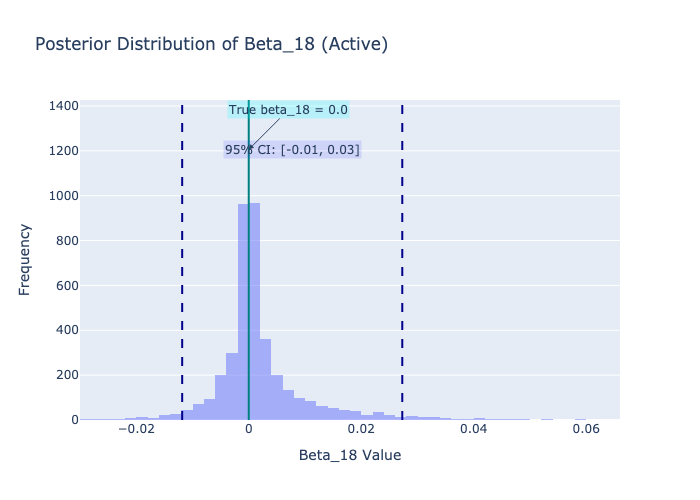 Posterior Distribution of Beta_18 (Active)
1400
True beta_18 = 0.0
1200
95% CI: [-0.01, 0.03]
1000
800
600
400
200
0
Frequency
−0.02
0
0.02
0.04
0.06
Beta_18 Value